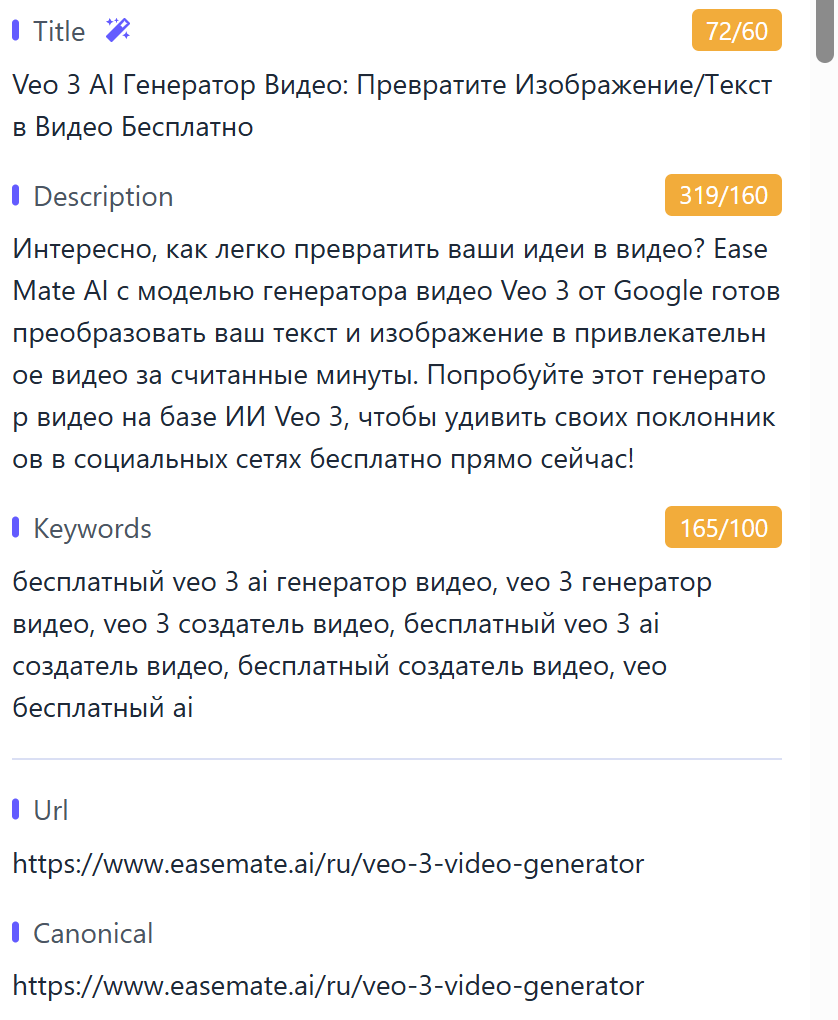 Title
72/60
Veo 3 AI Генератор Видео: Превратите Изображение/Текст
в Видео Бесплатно
Description
319/160
Интересно, как легко превратить ваши идеи в видео? Ease
Mate AI с моделью генератора видео Veo 3 от Google готов
преобразовать ваш текст и изображение в привлекательн
ое видео за считанные минуты. Попробуйте этот генерато
р видео на базе ИИ Veo 3, чтобы удивить своих поклонник
ов в социальных сетях бесплатно прямо сейчас!
Keywords
165/100
бесплатный veo 3 ai генератор видео, veo 3 генератор
видео, veo 3 создатель видео, бесплатный veo 3 ai
создатель видео, бесплатный создатель видео, veo
бесплатный ai
Url
https://www.easemate.ai/ru/veo-3-video-generator
Canonical
https://www.easemate.ai/ru/veo-3-video-generator